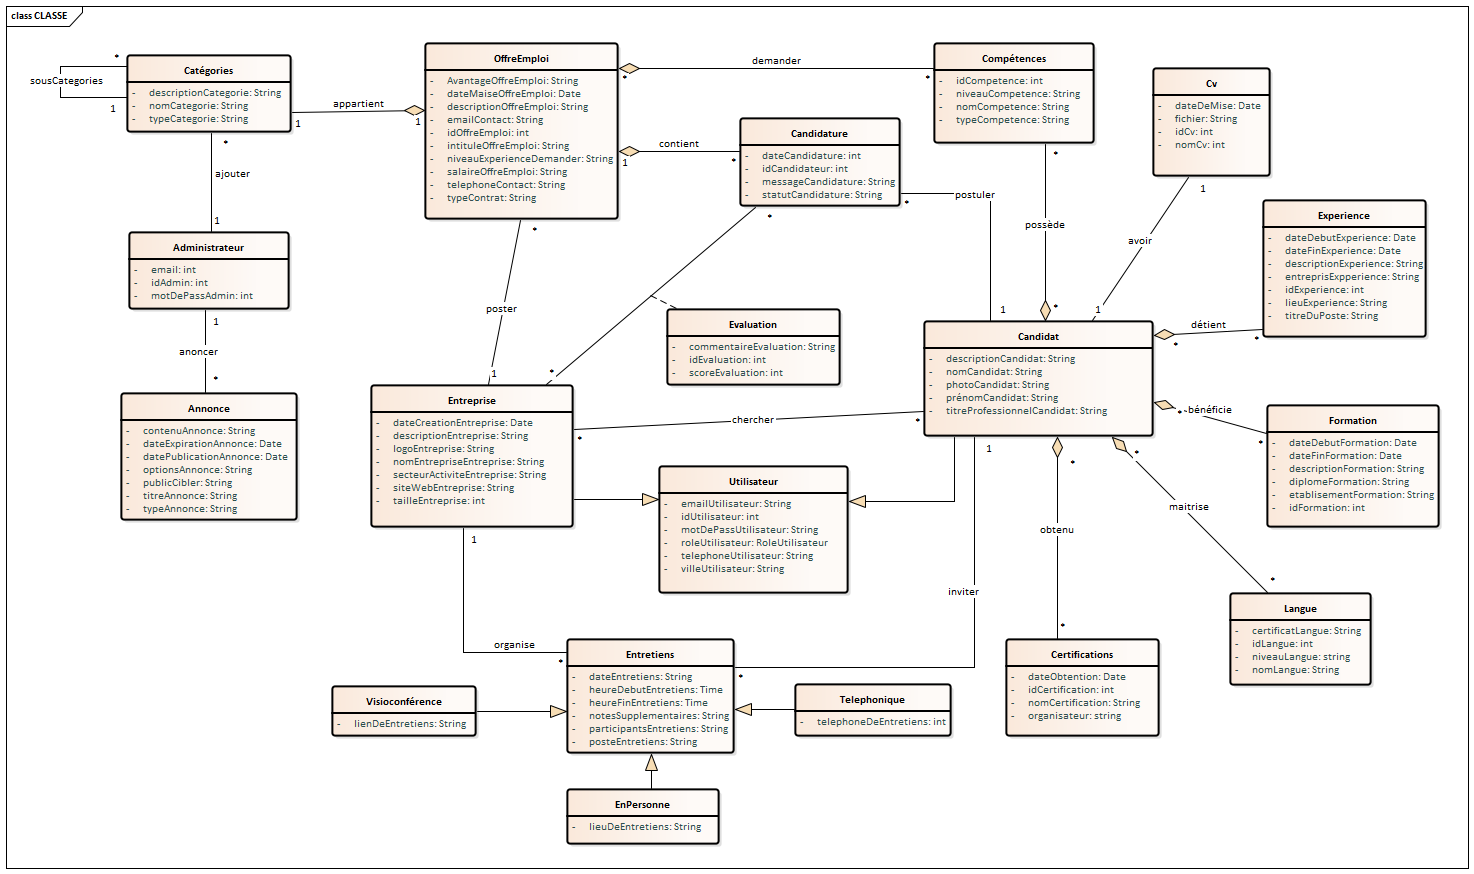 class CLASSE
Catégories
- descriptionCategorie: String
- nomCategorie: String
- typeCategorie: String
*
sousCategories
1
appartient
1
1
*
ajouter
1
OffreEmploi
- AvantageOffreEmploi: String
- dateMaiseOffreEmploi: Date
- descriptionOffreEmploi: String
- emailContact: String
- idOffreEmploi: int
- intituleOffreEmploi: String
- niveauExperienceDemander: String
- salaireOffreEmploi: String
- telephoneContact: String
- typeContrat: String
demander
*
*
contient
1
*
Compétences
- idCompetence: int
- niveauCompetence: String
- nomCompetence: String
- typeCompetence: String
Cv
- dateDeMise: Date
- fichier: String
- idCv: int
- nomCv: int
Candidature
- dateCandidature: int
- idCandidateur: int
- messageCandidature: String
- statutCandidature: String
*
postuler
1
*
possède
*
1
avoir
1
Experience
- dateDebutExperience: Date
- dateFinExperience: Date
- descriptionExperience: String
- entreprisExpperience: String
- idExperience: int
- lieuExperience: String
- titreDuPoste: String
détient
*
*
Administrateur
- email: int
- idAdmin: int
- motDePassAdmin: int
1
anoncer
*
*
poster
1
*
*
Evaluation
- commentaireEvaluation: String
- idEvaluation: int
- scoreEvaluation: int
Candidat
- descriptionCandidat: String
- nomCandidat: String
- photoCandidat: String
- prénomCandidat: String
- titreProfessionnelCandidat: String
Annonce
- contenuAnnonce: String
- dateExpirationAnnonce: Date
- datePublicationAnnonce: Date
- optionsAnnonce: String
- publicCibler: String
- titreAnnonce: String
- typeAnnonce: String
Entreprise
- dateCreationEntreprise: Date
- descriptionEntreprise: String
- logoEntreprise: String
- nomEntrepriseEntreprise: String
- secteurActiviteEntreprise: String
- siteWebEntreprise: String
- tailleEntreprise: int
chercher
*
*
bénéficie
*
*
Formation
- dateDebutFormation: Date
- dateFinFormation: Date
- descriptionFormation: String
- diplomeFormation: String
- etablisementFormation: String
- idFormation: int
Utilisateur
- emailUtilisateur: String
- idUtilisateur: int
- motDePassUtilisateur: String
- roleUtilisateur: RoleUtilisateur
- telephoneUtilisateur: String
- villeUtilisateur: String
1
inviter
*
*
obtenu
*
*
maitrise
*
1
organise
*
Langue
- certificatLangue: String
- idLangue: int
- niveauLangue: string
- nomLangue: String
Entretiens
- dateEntretiens: String
- heureDebutEntretiens: Time
- heureFinEntretiens: Time
- notesSupplementaires: String
- participantsEntretiens: String
- posteEntretiens: String
Certifications
- dateObtention: Date
- idCertification: int
- nomCertification: String
- organisateur: string
Visioconférence
- lienDeEntretiens: String
Telephonique
- telephoneDeEntretiens: int
EnPersonne
- lieuDeEntretiens: String